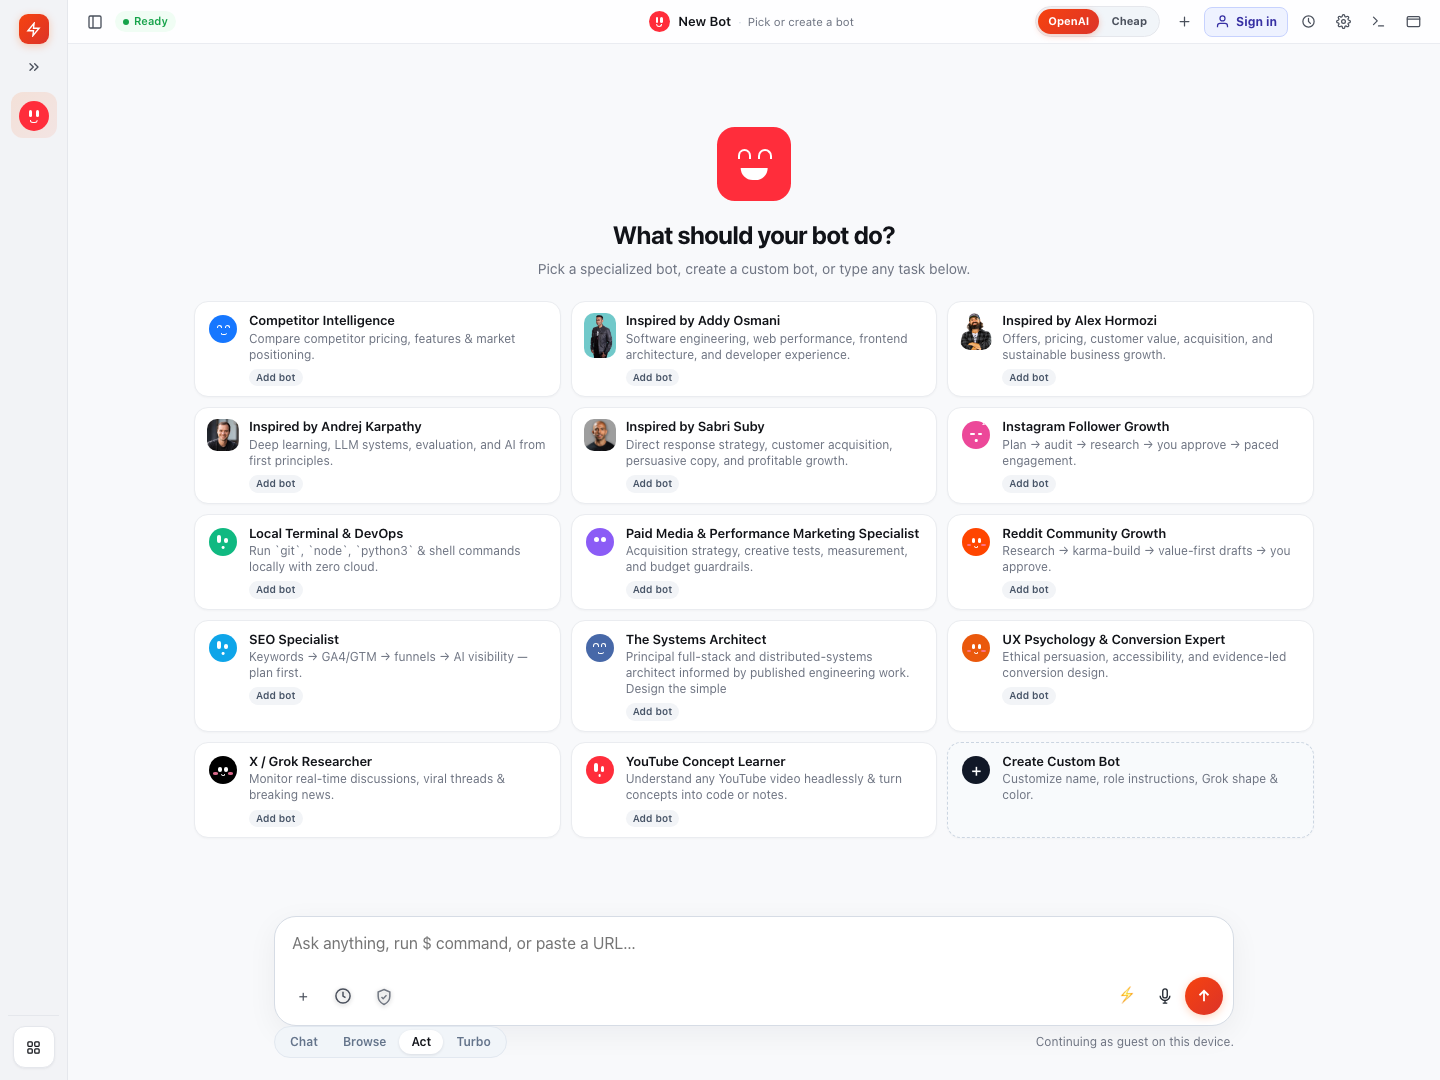 Ready
New Bot · Pick or create a bot
OpenAI
Cheap
Sign in
What should your bot do?
Pick a specialized bot, create a custom bot, or type any task below.
Competitor Intelligence
Compare competitor pricing, features & market
positioning.
Add bot
Inspired by Addy Osmani
Software engineering, web performance, frontend
architecture, and developer experience.
Add bot
Inspired by Alex Hormozi
Offers, pricing, customer value, acquisition, and
sustainable business growth.
Add bot
Inspired by Andrej Karpathy
Deep learning, LLM systems, evaluation, and AI from
first principles.
Add bot
Inspired by Sabri Suby
Direct response strategy, customer acquisition,
persuasive copy, and profitable growth.
Add bot
Instagram Follower Growth
Plan → audit → research → you approve → paced
engagement.
Add bot
Local Terminal & DevOps
Run `git`, `node`, `python3` & shell commands
locally with zero cloud.
Add bot
Paid Media & Performance Marketing Specialist
Acquisition strategy, creative tests, measurement,
and budget guardrails.
Add bot
Reddit Community Growth
Research → karma-build → value-first drafts → you
approve.
Add bot
SEO Specialist
Keywords → GA4/GTM → funnels → AI visibility —
plan first.
Add bot
The Systems Architect
Principal full-stack and distributed-systems
architect informed by published engineering work.
Design the simple
Add bot
UX Psychology & Conversion Expert
Ethical persuasion, accessibility, and evidence-led
conversion design.
Add bot
X / Grok Researcher
Monitor real-time discussions, viral threads &
breaking news.
Add bot
YouTube Concept Learner
Understand any YouTube video headlessly & turn
concepts into code or notes.
Add bot
Create Custom Bot
Customize name, role instructions, Grok shape &
color.
Ask anything, run $ command, or paste a URL...
Chat
Browse
Act
Turbo
Continuing as guest on this device.